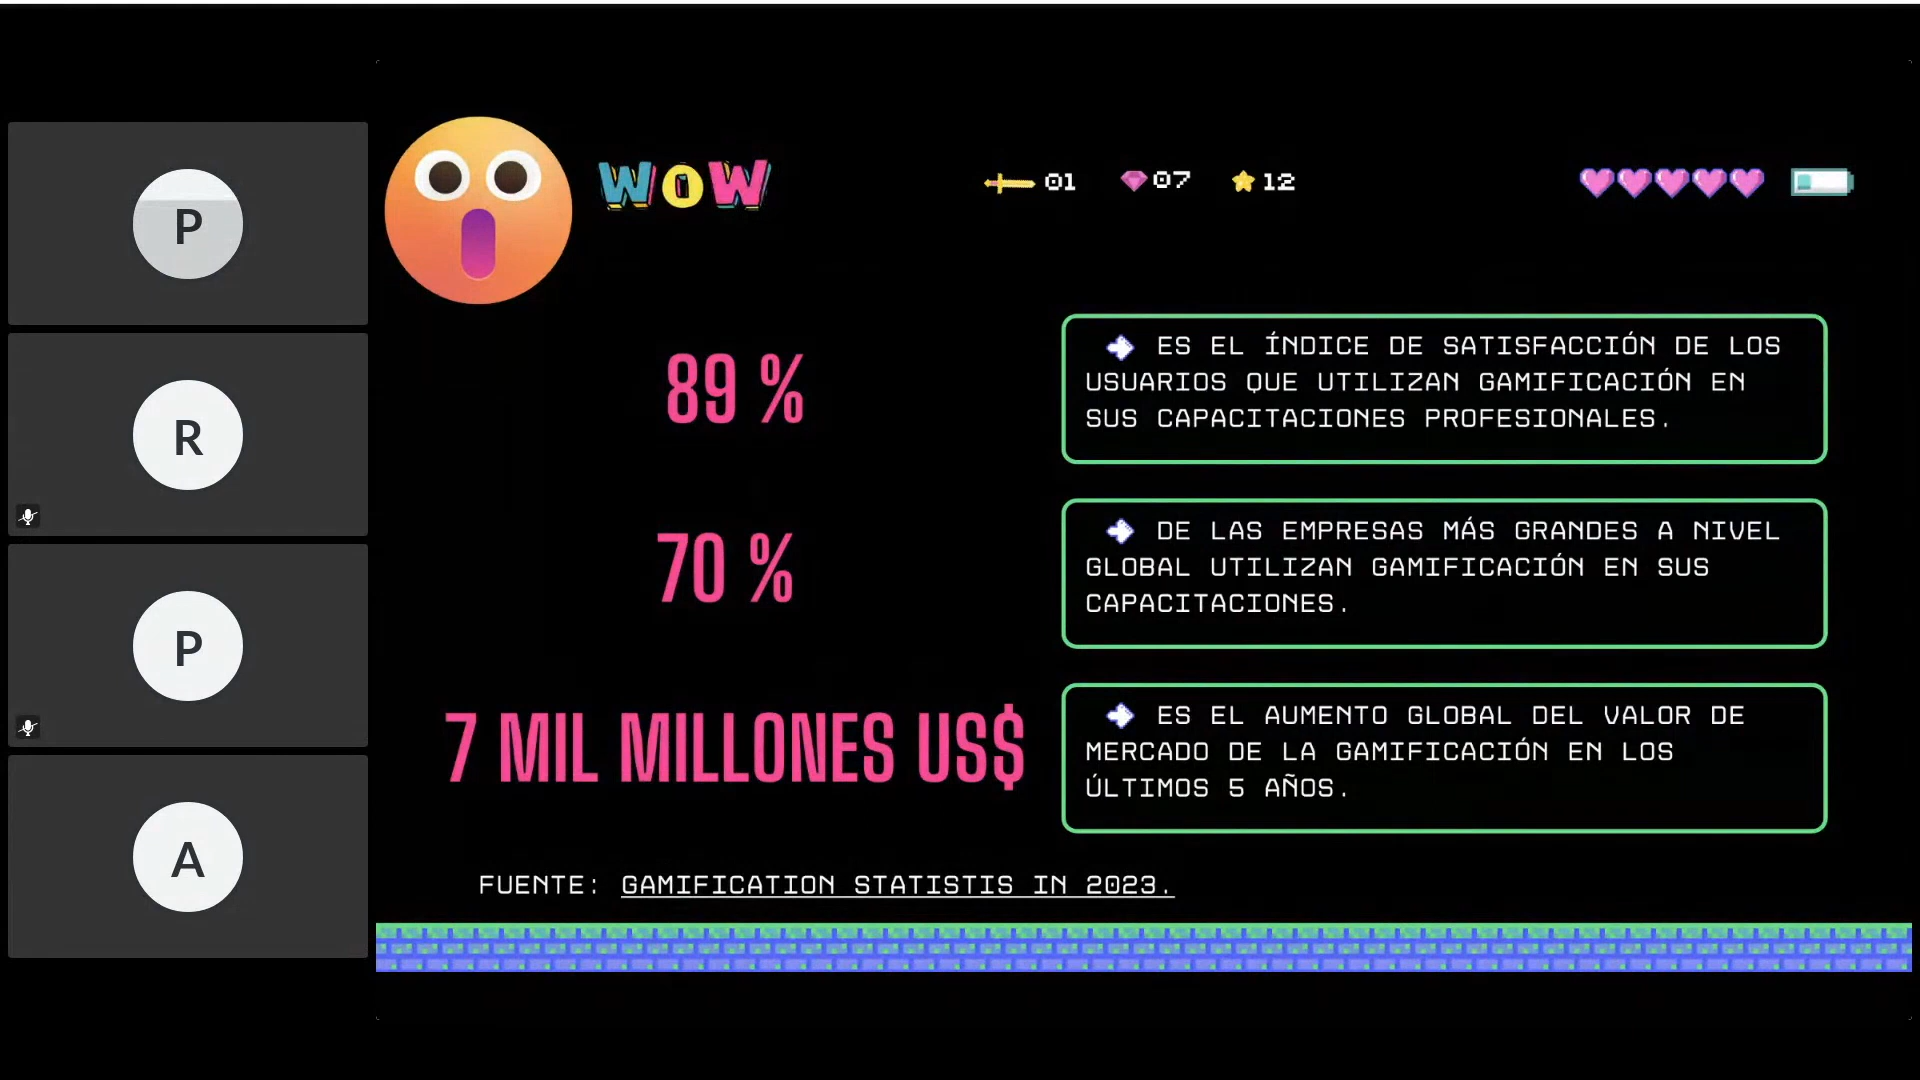 P
R
P
A
WOW
01
07
12
89 %
ES EL ÍNDICE DE SATISFACCIÓN DE LOS
USUARIOS QUE UTILIZAN GAMIFICACIÓN EN
SUS CAPACITACIONES PROFESIONALES.
70 %
DE LAS EMPRESAS MÁS GRANDES A NIVEL
GLOBAL UTILIZAN GAMIFICACIÓN EN SUS
CAPACITACIONES.
7 MIL MILLONES US$
ES EL AUMENTO GLOBAL DEL VALOR DE
MERCADO DE LA GAMIFICACIÓN EN LOS
ÚLTIMOS 5 AÑOS.
FUENTE: GAMIFICATION STATISTIS IN 2023.